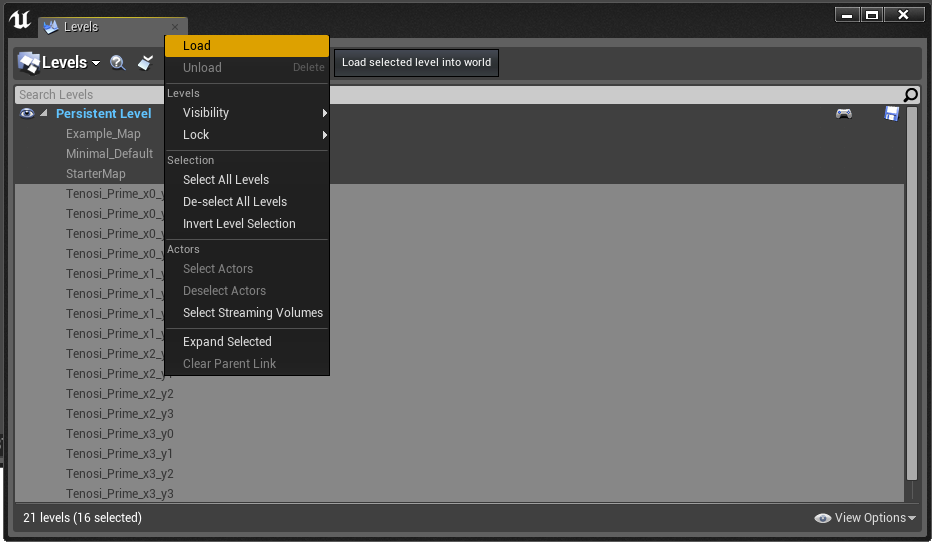 Levels
Levels
Load
Load selected level into world
Unload Delete
Search Levels
Levels
Visibility
Lock
Selection
Select All Levels
De-select All Levels
Invert Level Selection
Actors
Select Actors
Deselect Actors
Select Streaming Volumes
Expand Selected
Clear Parent Link
Persistent Level
Example_Map
Minimal_Default
StarterMap
Tenosi_Prime_x0_y
Tenosi_Prime_x0_y
Tenosi_Prime_x0_y
Tenosi_Prime_x0_y
Tenosi_Prime_x1_y
Tenosi_Prime_x1_y
Tenosi_Prime_x1_y
Tenosi_Prime_x1_y
Tenosi_Prime_x2_y
Tenosi_Prime_x2_y1
Tenosi_Prime_x2_y2
Tenosi_Prime_x2_y3
Tenosi_Prime_x3_y0
Tenosi_Prime_x3_y1
Tenosi_Prime_x3_y2
Tenosi_Prime_x3_y3
21 levels (16 selected)
View Options